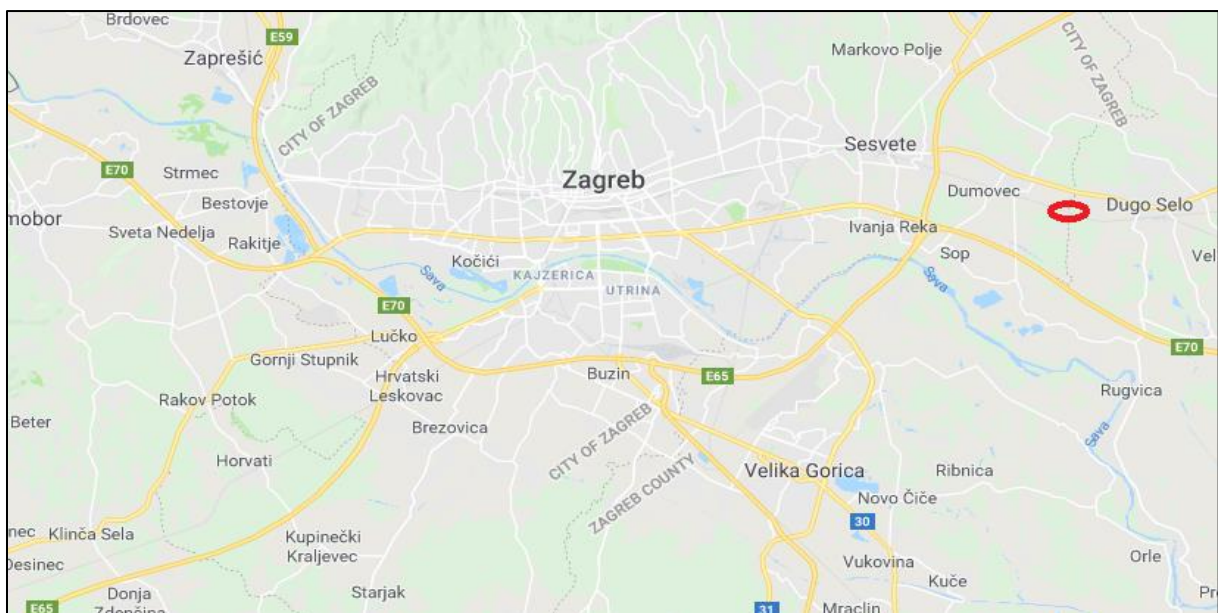 Brdovec
E59
Zaprešić
Markovo Polje
CITY OF ZAGREB
CITY OF ZAGREB
Sesvete
E70
Strmec
Zagreb
Dumovec
Bestovje
Dugo Selo
mobor
Sveta Nedelja
Rakitje
Ivanja Reka
Sop
Vel
Kočići
KAJZERICA
Sava
UTRINA
Sava
E70
Lučko
Gornji Stupnik
E70
Hrvatski
Leskovac
Buzin
E65
Rugvica
Rakov Potok
Beter
Brezovica
CITY OF ZAGREB
Sava
Horvati
ZAGREB COUNTY
Velika Gorica
Ribnica
Novo Čiče
30
nec
Klinča Sela
Kupinečki
Kraljevec
Desinec
Vukovina
Orle
Kuče
Donja
Zdenčina
Starjak
E65
31
Mraclin
Pr